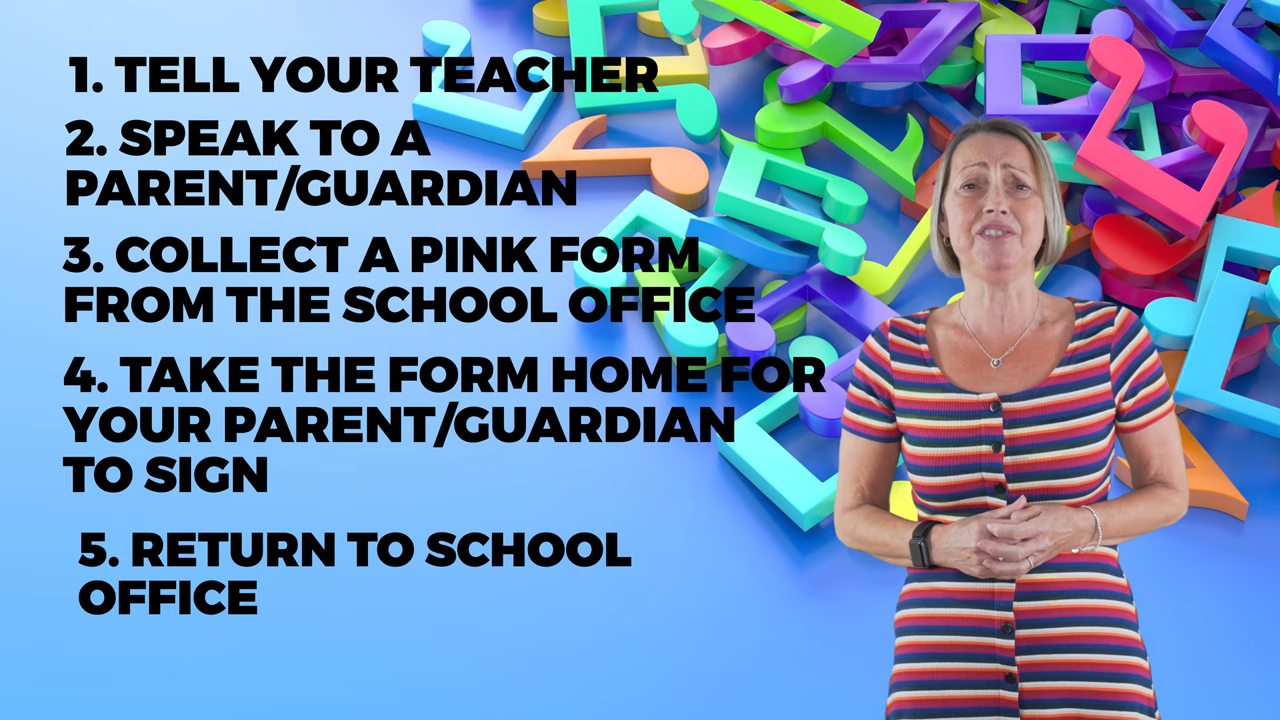 1. TELL YOUR TEACHER
2. SPEAK TO A
PARENT/GUARDIAN
3. COLLECT A PINK FORM
FROM THE SCHOOL OFFICE
4. TAKE THE FORM HOME FOR
YOUR PARENT/GUARDIAN
TO SIGN
5. RETURN TO SCHOOL
OFFICE